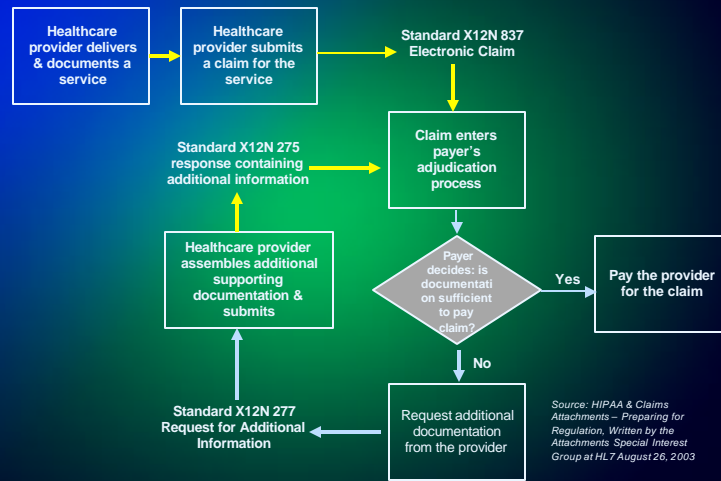 Healthcare
provider delivers
& documents a
service
Healthcare
provider submits
a claim for the
service
Standard X12N 837
Electronic Claim
Claim enters
payer's
adjudication
process
Standard X12N 275
response containing
additional information
Healthcare provider
assembles additional
supporting
documentation &
submits
Payer
decides: is
documentati
on sufficient
to pay
claim?
Yes
Pay the provider
for the claim
No
Request additional
documentation
from the provider
Standard X12N 277
Request for Additional
Information
Source: HIPAA & Claims
Attachments – Preparing for
Regulation, Written by the
Attachments Special Interest
Group at HL7 August 26, 2003